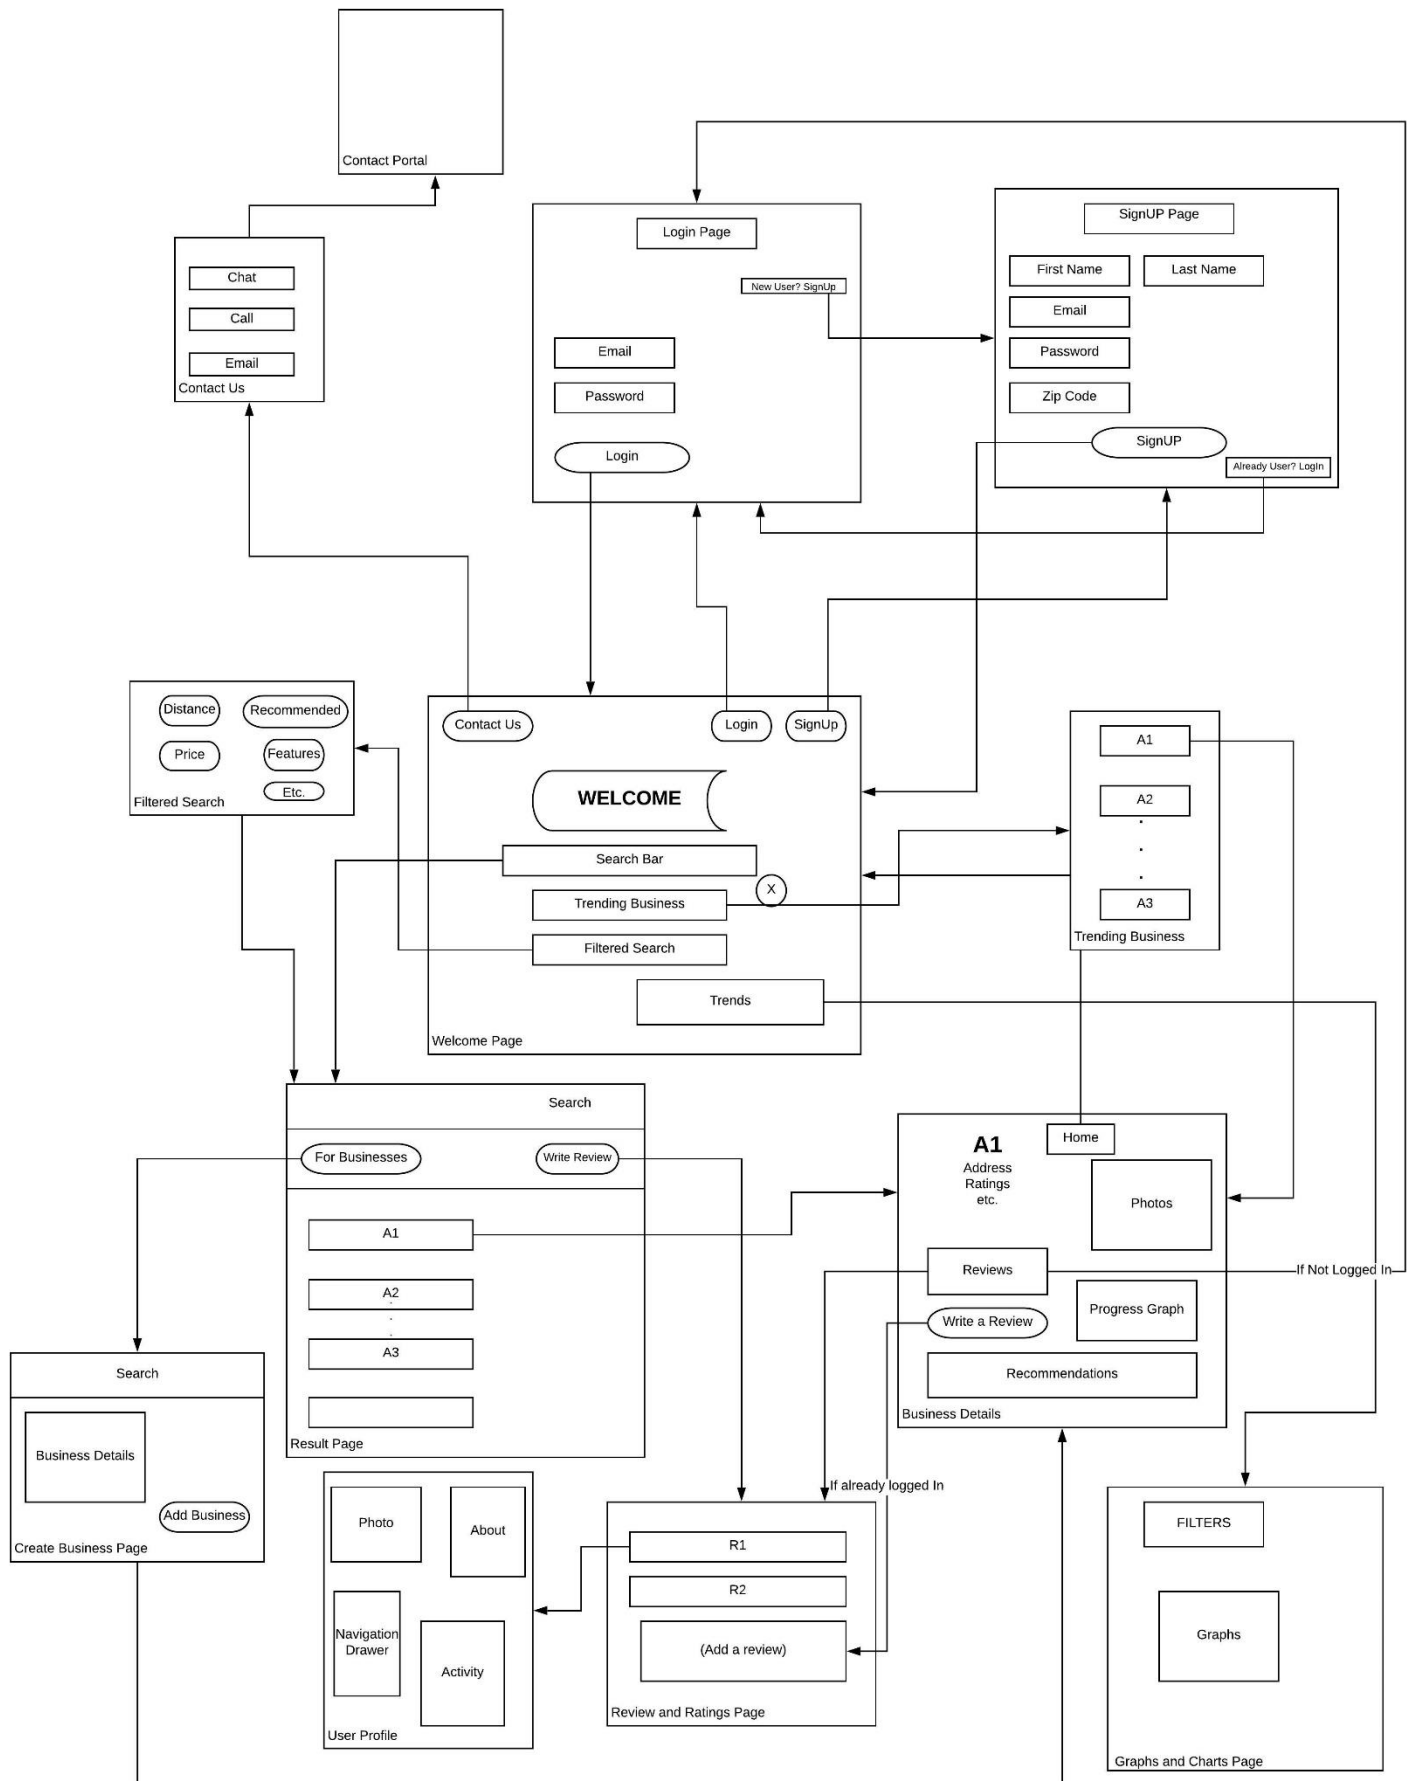 Contact Portal
Chat
Call
Email
Contact Us
Login Page
New User? SignUp
Email
Password
Login
SignUP Page
First Name
Last Name
Email
Password
Zip Code
SignUP
Already User? LogIn
Distance
Recommended
Price
Features
Etc.
Filtered Search
Contact Us
Login
SignUp
WELCOME
Search Bar
X
Trending Business
Filtered Search
Trends
Welcome Page
A1
A2
A3
Trending Business
Search
For Businesses
Write Review
A1
A2
A3
Result Page
A1
Home
Address
Ratings
etc.
Photos
Reviews
If Not Logged In
Progress Graph
Write a Review
Recommendations
Business Details
Search
Business Details
Add Business
Create Business Page
Photo
About
Navigation
Drawer
Activity
User Profile
If already logged In
R1
R2
(Add a review)
Review and Ratings Page
FILTERS
Graphs
Graphs and Charts Page